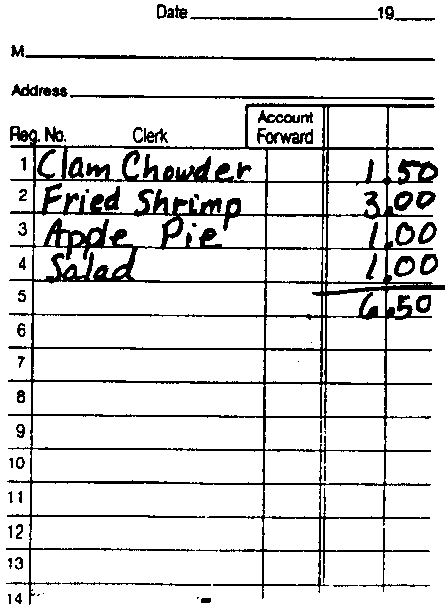 Date 19
M
Address
Account
Forward
Reg. No. Clerk
1 Clam Chowder 1.50
2 Fried Shrimp 3.00
3 Apple Pie 1.00
4 Salad 1.00
5 6.50
6
7
8
9
10
11
12
13
14